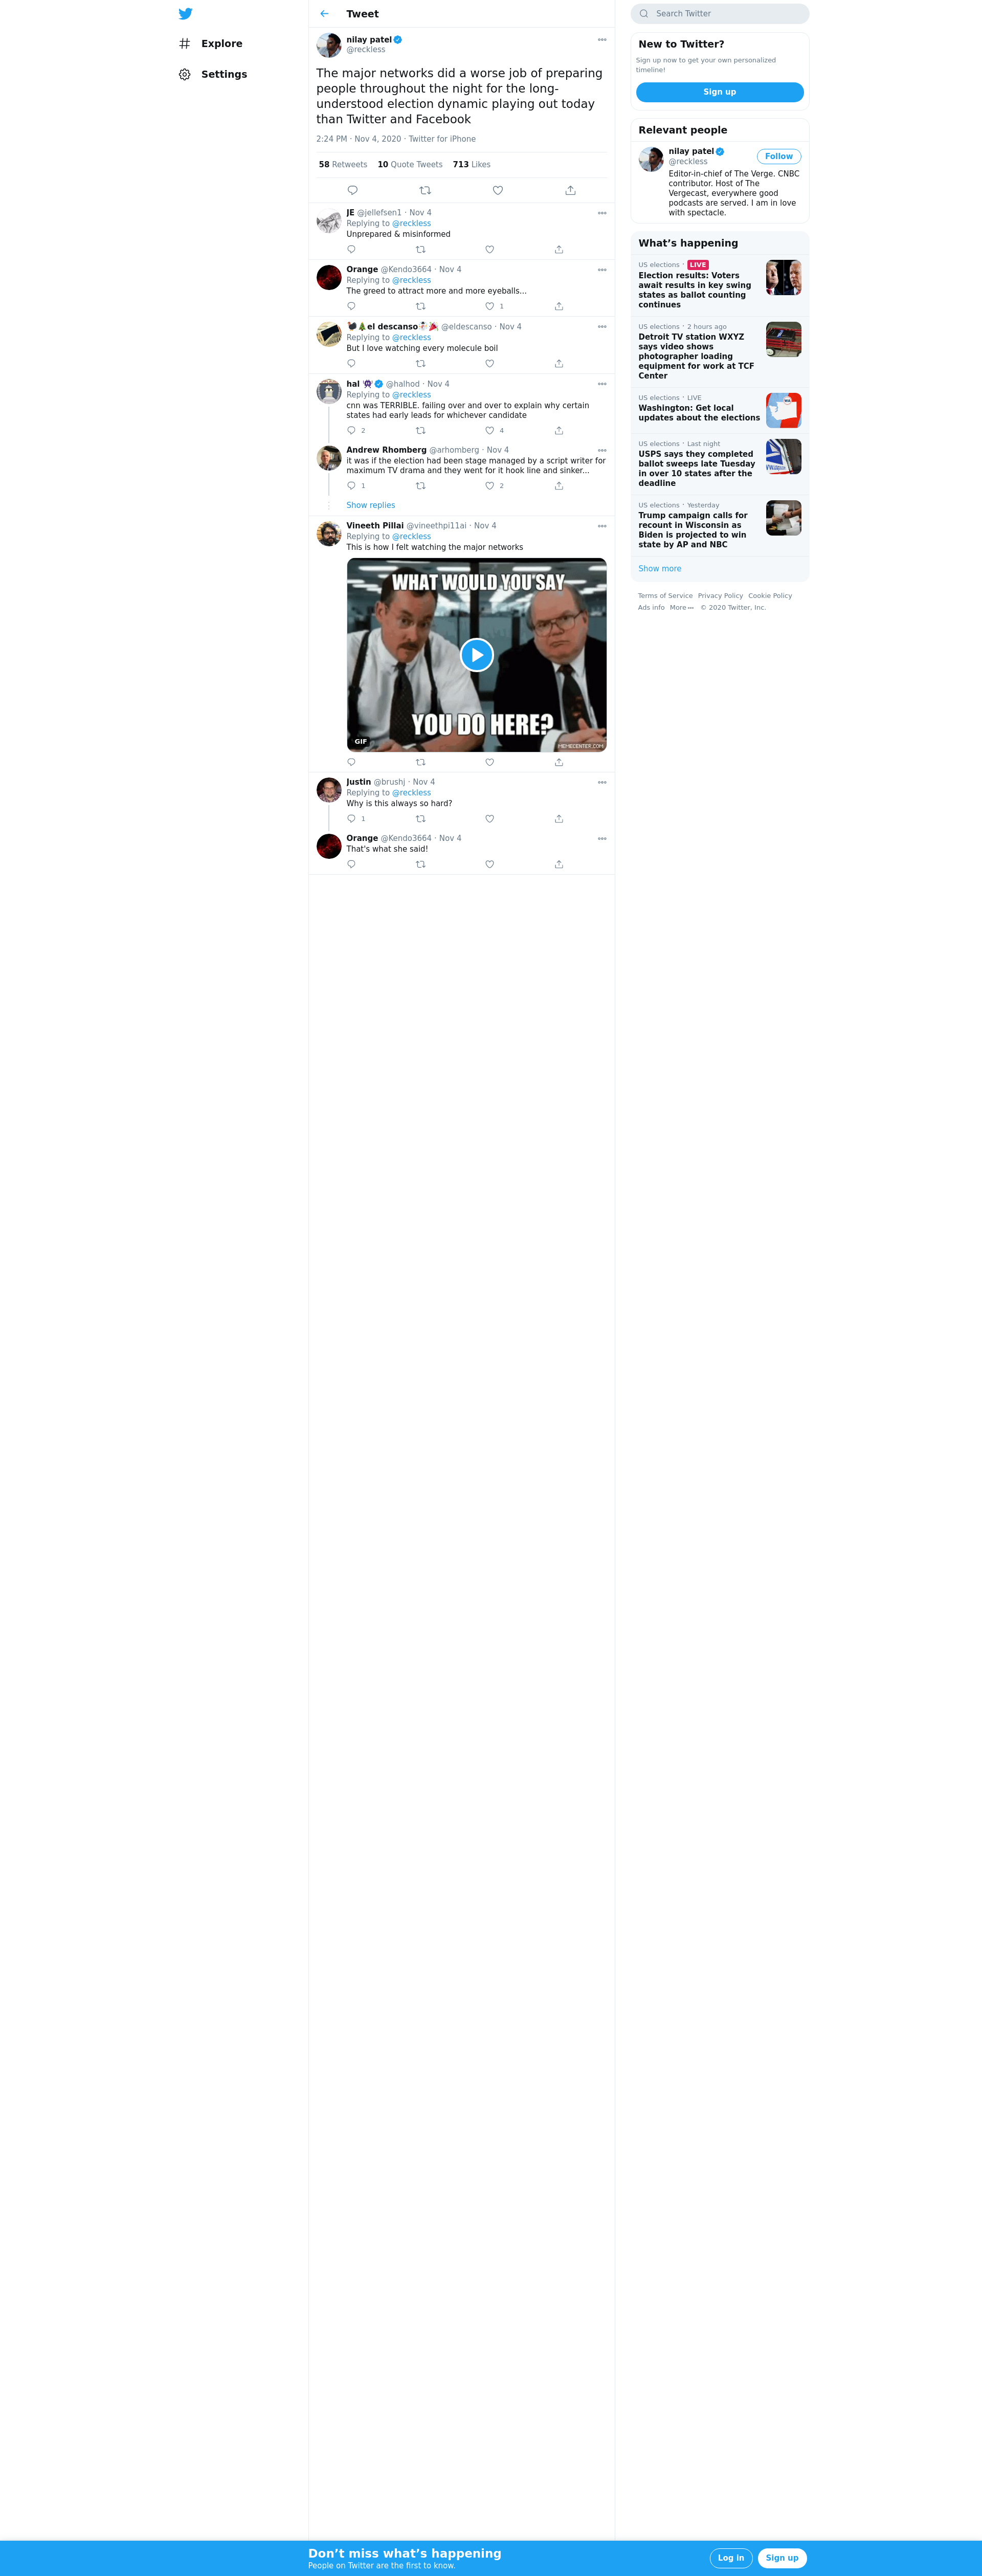 Tweet
Explore
Settings
nilay patel
@reckless
The major networks did a worse job of preparing
people throughout the night for the long-
understood election dynamic playing out today
than Twitter and Facebook
2:24 PM · Nov 4, 2020 · Twitter for iPhone
58 Retweets 10 Quote Tweets 713 Likes
JE @jellefsen1 · Nov 4
Replying to @reckless
Unprepared & misinformed
Orange @Kendo3664 · Nov 4
Replying to @reckless
The greed to attract more and more eyeballs...
1
el descanso @eldescanso · Nov 4
Replying to @reckless
But I love watching every molecule boil
hal @halhod · Nov 4
Replying to @reckless
cnn was TERRIBLE. failing over and over to explain why certain
states had early leads for whichever candidate
2 4
Andrew Rhomberg @arhomberg · Nov 4
it was if the election had been stage managed by a script writer for
maximum TV drama and they went for it hook line and sinker...
1 2
Show replies
Vineeth Pillai @vineethpi11ai · Nov 4
Replying to @reckless
This is how I felt watching the major networks
WHAT WOULD YOU SAY
YOU DO HERE?
GIF
MEMECENTER.COM
Justin @brushj · Nov 4
Replying to @reckless
Why is this always so hard?
1
Orange @Kendo3664 · Nov 4
That's what she said!
Search Twitter
New to Twitter?
Sign up now to get your own personalized
timeline!
Sign up
Relevant people
nilay patel
@reckless
Follow
Editor-in-chief of The Verge. CNBC
contributor. Host of The
Vergecast, everywhere good
podcasts are served. I am in love
with spectacle.
What's happening
US elections · LIVE
Election results: Voters
await results in key swing
states as ballot counting
continues
US elections · 2 hours ago
Detroit TV station WXYZ
says video shows
photographer loading
equipment for work at TCF
Center
US elections · LIVE
Washington: Get local
updates about the elections
US elections · Last night
USPS says they completed
ballot sweeps late Tuesday
in over 10 states after the
deadline
US elections · Yesterday
Trump campaign calls for
recount in Wisconsin as
Biden is projected to win
state by AP and NBC
Show more
Terms of Service Privacy Policy Cookie Policy
Ads info More © 2020 Twitter, Inc.
Don't miss what's happening
People on Twitter are the first to know.
Log in
Sign up